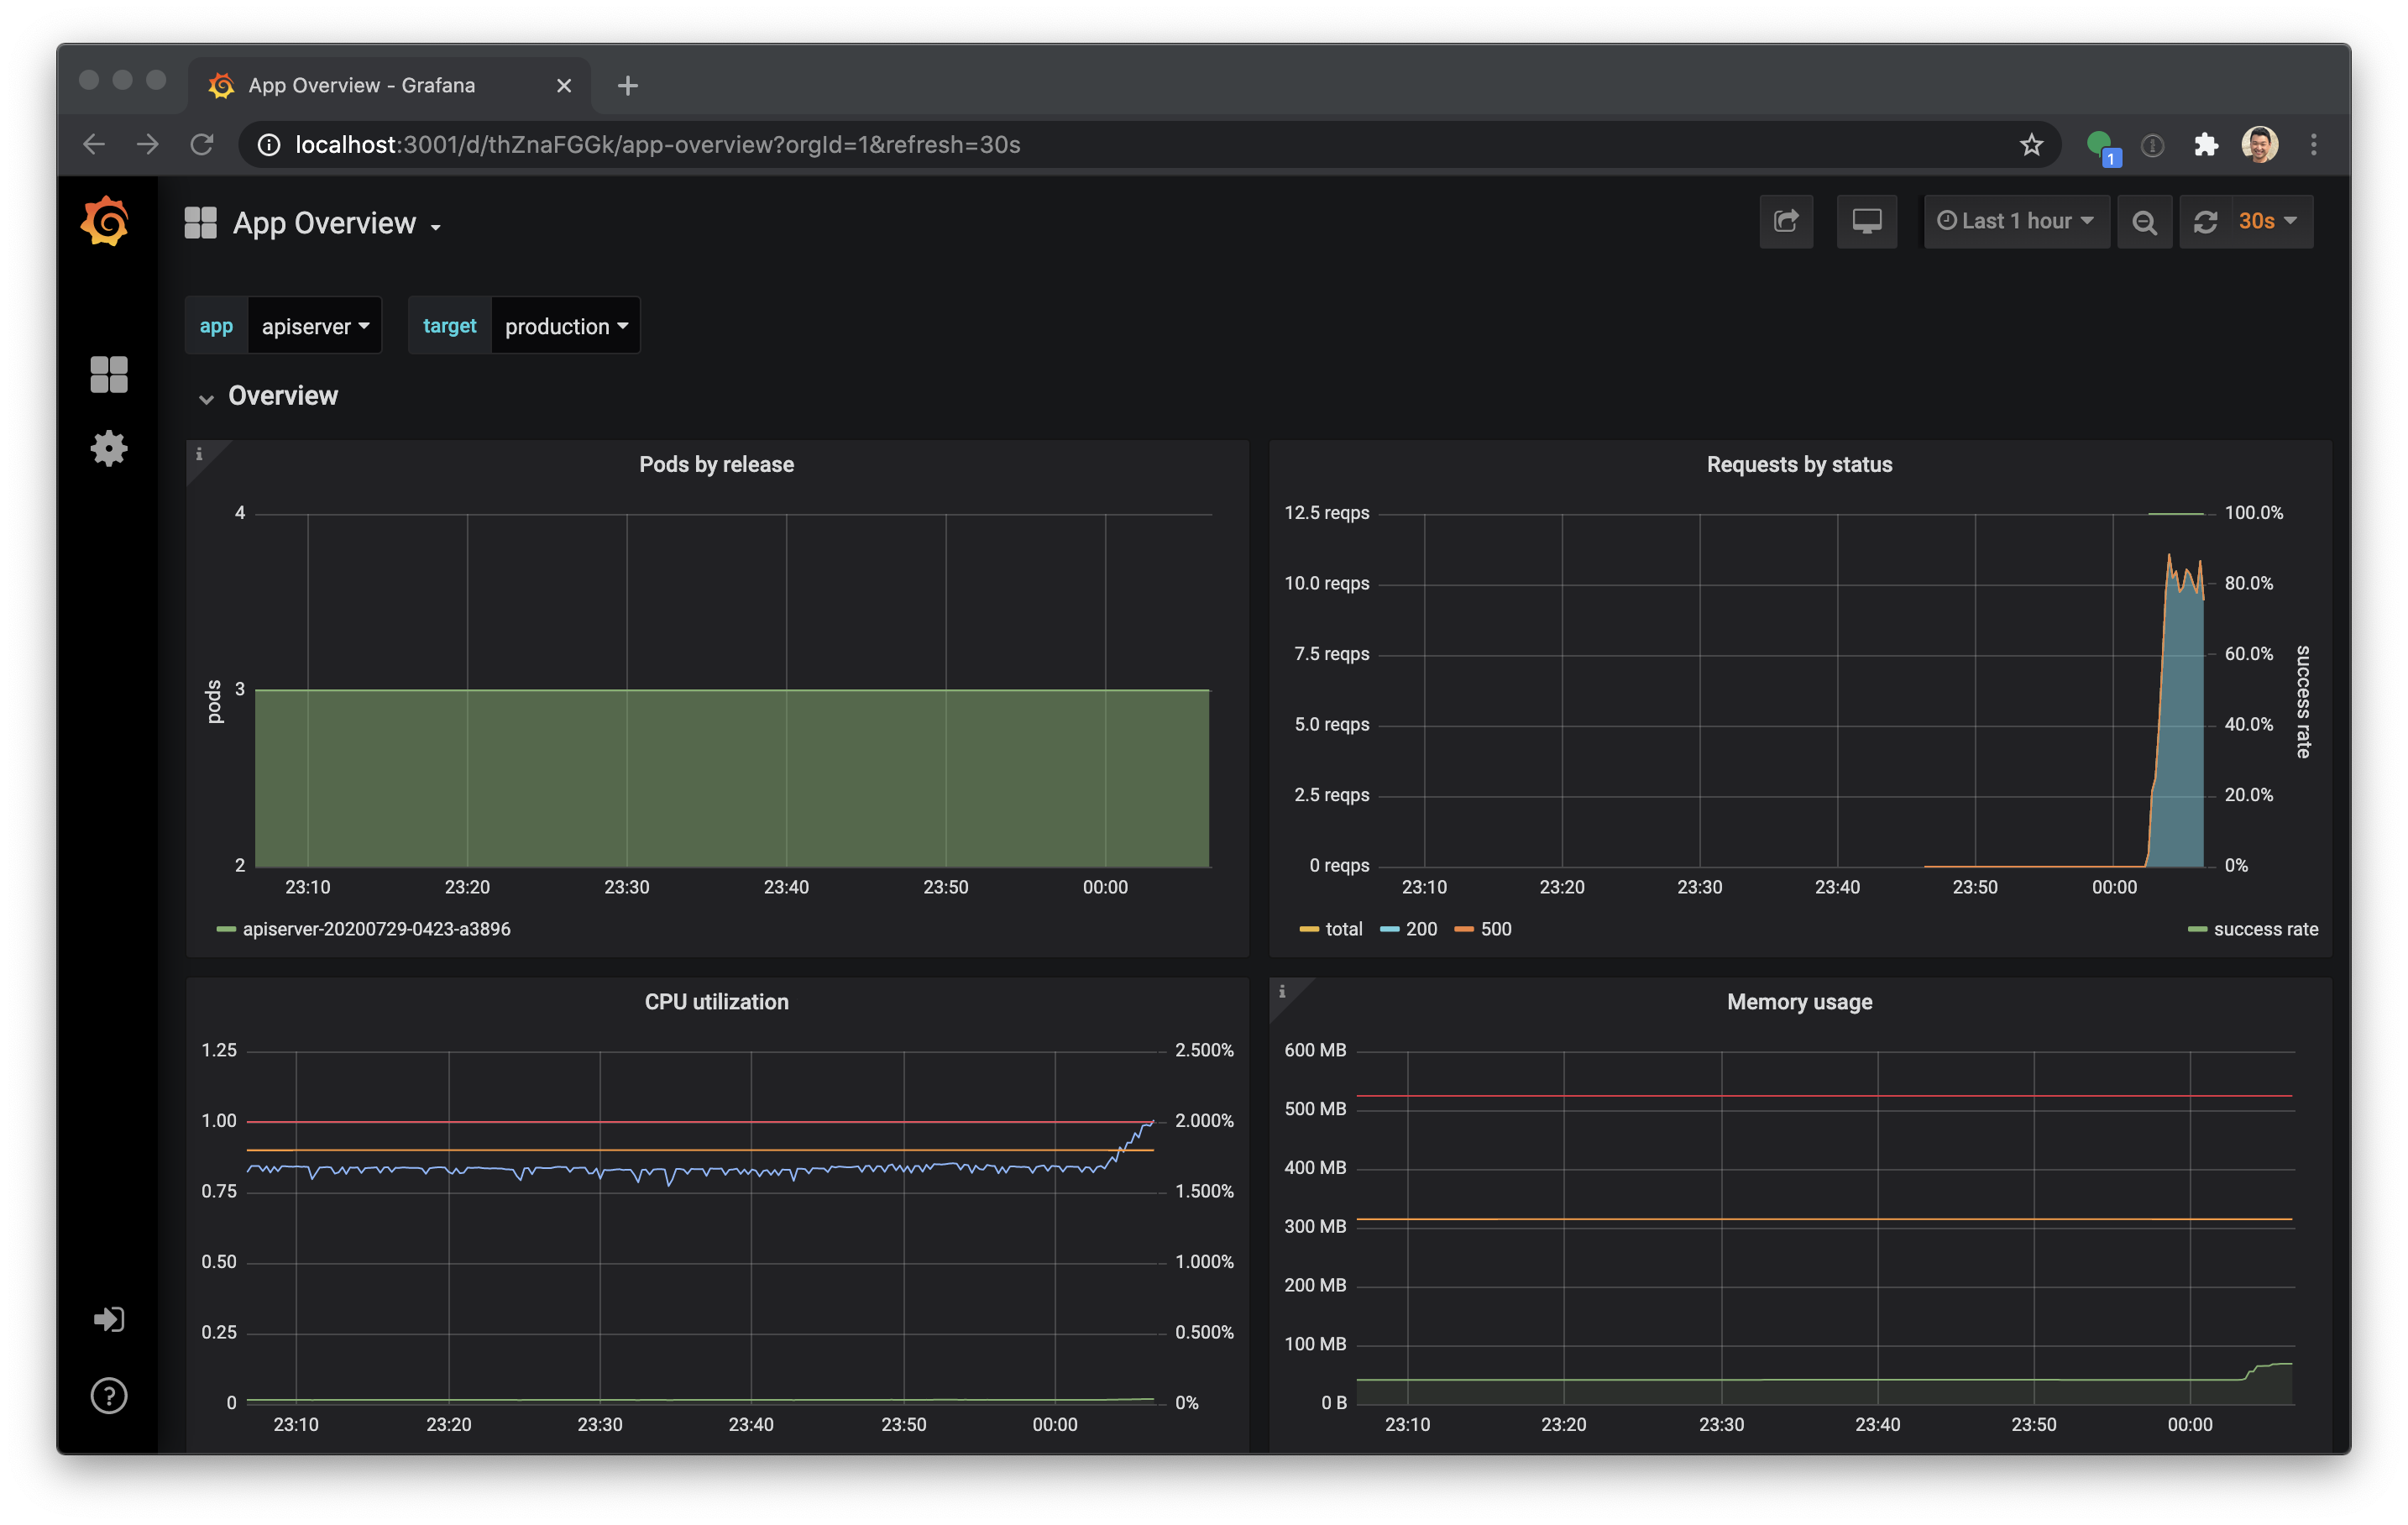 App Overview - Grafana
localhost:3001/d/thZnaFGGk/app-overview?orgId=1&refresh=30s
1
App Overview
Last 1 hour
30s
app apiserver target production
Overview
i
Pods by release
4
3
2
pods
23:10 23:20 23:30 23:40 23:50 00:00
apiserver-20200729-0423-a3896
Requests by status
12.5 reqps 100.0%
10.0 reqps 80.0%
7.5 reqps 60.0%
5.0 reqps 40.0%
2.5 reqps 20.0%
0 reqps 0%
success rate
23:10 23:20 23:30 23:40 23:50 00:00
total 200 500 success rate
CPU utilization
1.25 2.500%
1.00 2.000%
0.75 1.500%
0.50 1.000%
0.25 0.500%
0 0%
23:10 23:20 23:30 23:40 23:50 00:00
i
Memory usage
600 MB
500 MB
400 MB
300 MB
200 MB
100 MB
0 B
23:10 23:20 23:30 23:40 23:50 00:00
?